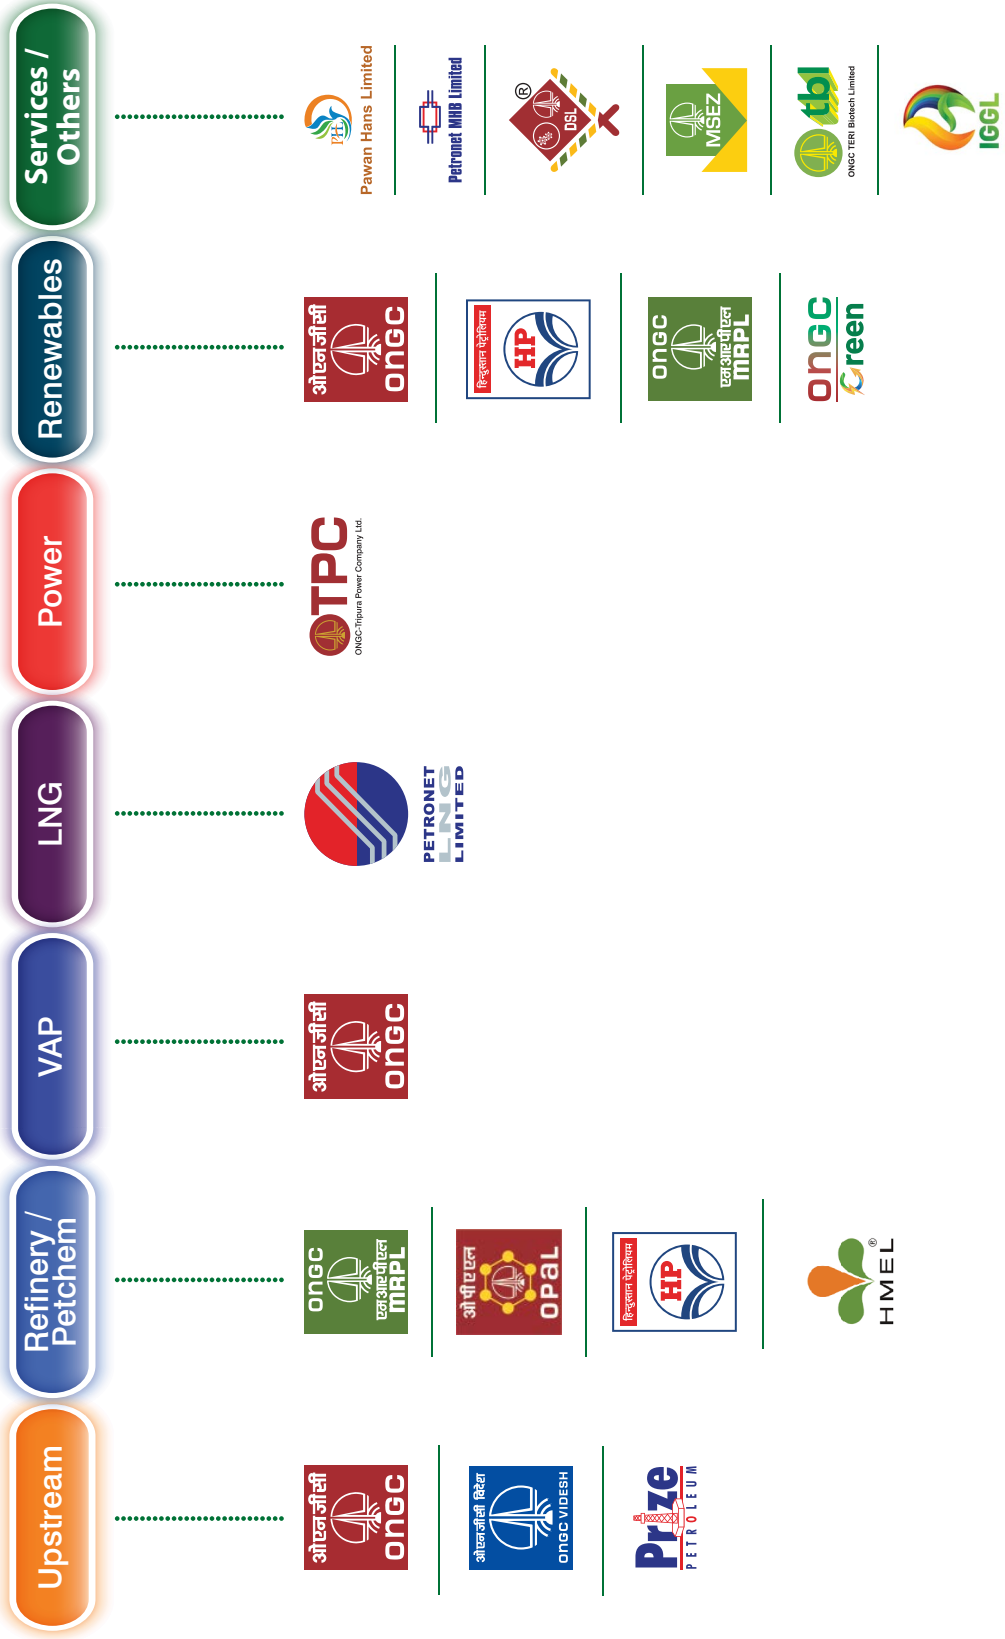 Upstream
ओएनजीसी
onGC
ओएनजीसी विदेश
onGC VIDESH
Prize
PETROLEUM
Refinery /
Petchem
onGC
एमआरपीएल
MRPL
ओपीएएल
OPaL
हिन्दुस्तान पेट्रोलियम
HP
HMEL®
VAP
ओएनजीसी
onGC
LNG
PETRONET
LNG
LIMITED
Power
OTPC
ONGC-Tripura Power Company Ltd.
Renewables
ओएनजीसी
onGC
हिन्दुस्तान पेट्रोलियम
HP
onGC
एमआरपीएल
MRPL
onGC
Green
Services /
Others
PHL
Pawan Hans Limited
Petronet MHB Limited
®
DSL
MSEZ
otbl
ONGC TERI Biotech Limited
IGGL